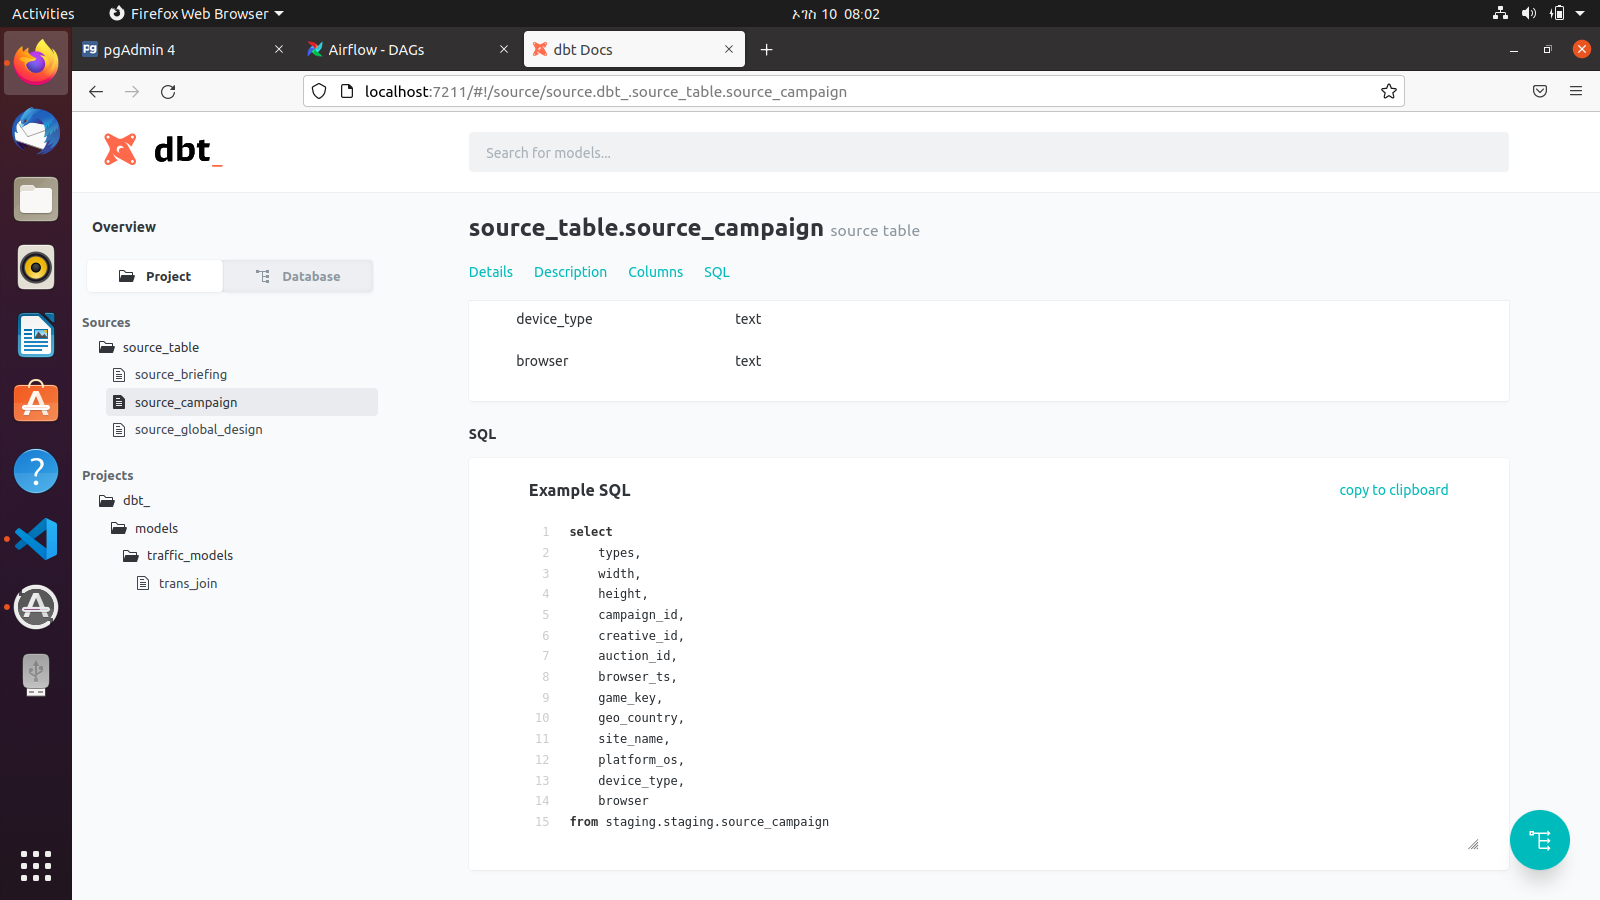 Activities
Firefox Web Browser
ኦገስ 10 08:02
pgAdmin 4
Airflow - DAGs
dbt Docs
localhost:7211/#!/source/source.dbt_.source_table.source_campaign
dbt_
Search for models...
Overview
Project
Database
Sources
source_table
source_briefing
source_campaign
source_global_design
Projects
dbt_
models
traffic_models
trans_join
source_table.source_campaign source table
Details Description Columns SQL
device_type text
browser text
SQL
Example SQL
copy to clipboard
1 select
2 types,
3 width,
4 height,
5 campaign_id,
6 creative_id,
7 auction_id,
8 browser_ts,
9 game_key,
10 geo_country,
11 site_name,
12 platform_os,
13 device_type,
14 browser
15 from staging.staging.source_campaign